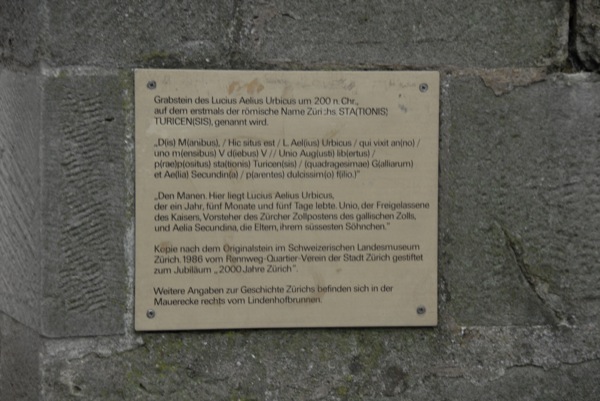 Grabstein des Lucius Aelius Urbicus um 200 n. Chr.,
auf dem erstmals der römische Name Zürichs STA(TIONIS)
TURICEN(SIS), genannt wird.
„D(is) M(anibus), / Hic situs est / L. Ael(ius) Urbicus / qui vixit an(no) /
uno m(ensibus) V d(iebus) V // Unio Aug(usti) lib(ertus) /
p(rae)p(ositus) sta(tionis) Turicen(sis) / (quadragesimae) G(alliarum)
et Ae(lia) Secundin(a) / p(arentes) dulcissim(o) f(ilio.)"
„Den Manen. Hier liegt Lucius Aelius Urbicus,
der ein Jahr, fünf Monate und fünf Tage lebte. Unio, der Freigelassene
des Kaisers, Vorsteher des Zürcher Zollpostens des gallischen Zolls,
und Aelia Secundina, die Eltern, ihrem süssesten Söhnchen."
Kopie nach dem Originalstein im Schweizerischen Landesmuseum
Zürich. 1986 vom Rennweg-Quartier-Verein der Stadt Zürich gestiftet
zum Jubiläum „2000 Jahre Zürich".
Weitere Angaben zur Geschichte Zürichs befinden sich in der
Mauerecke rechts vom Lindenhofbrunnen.